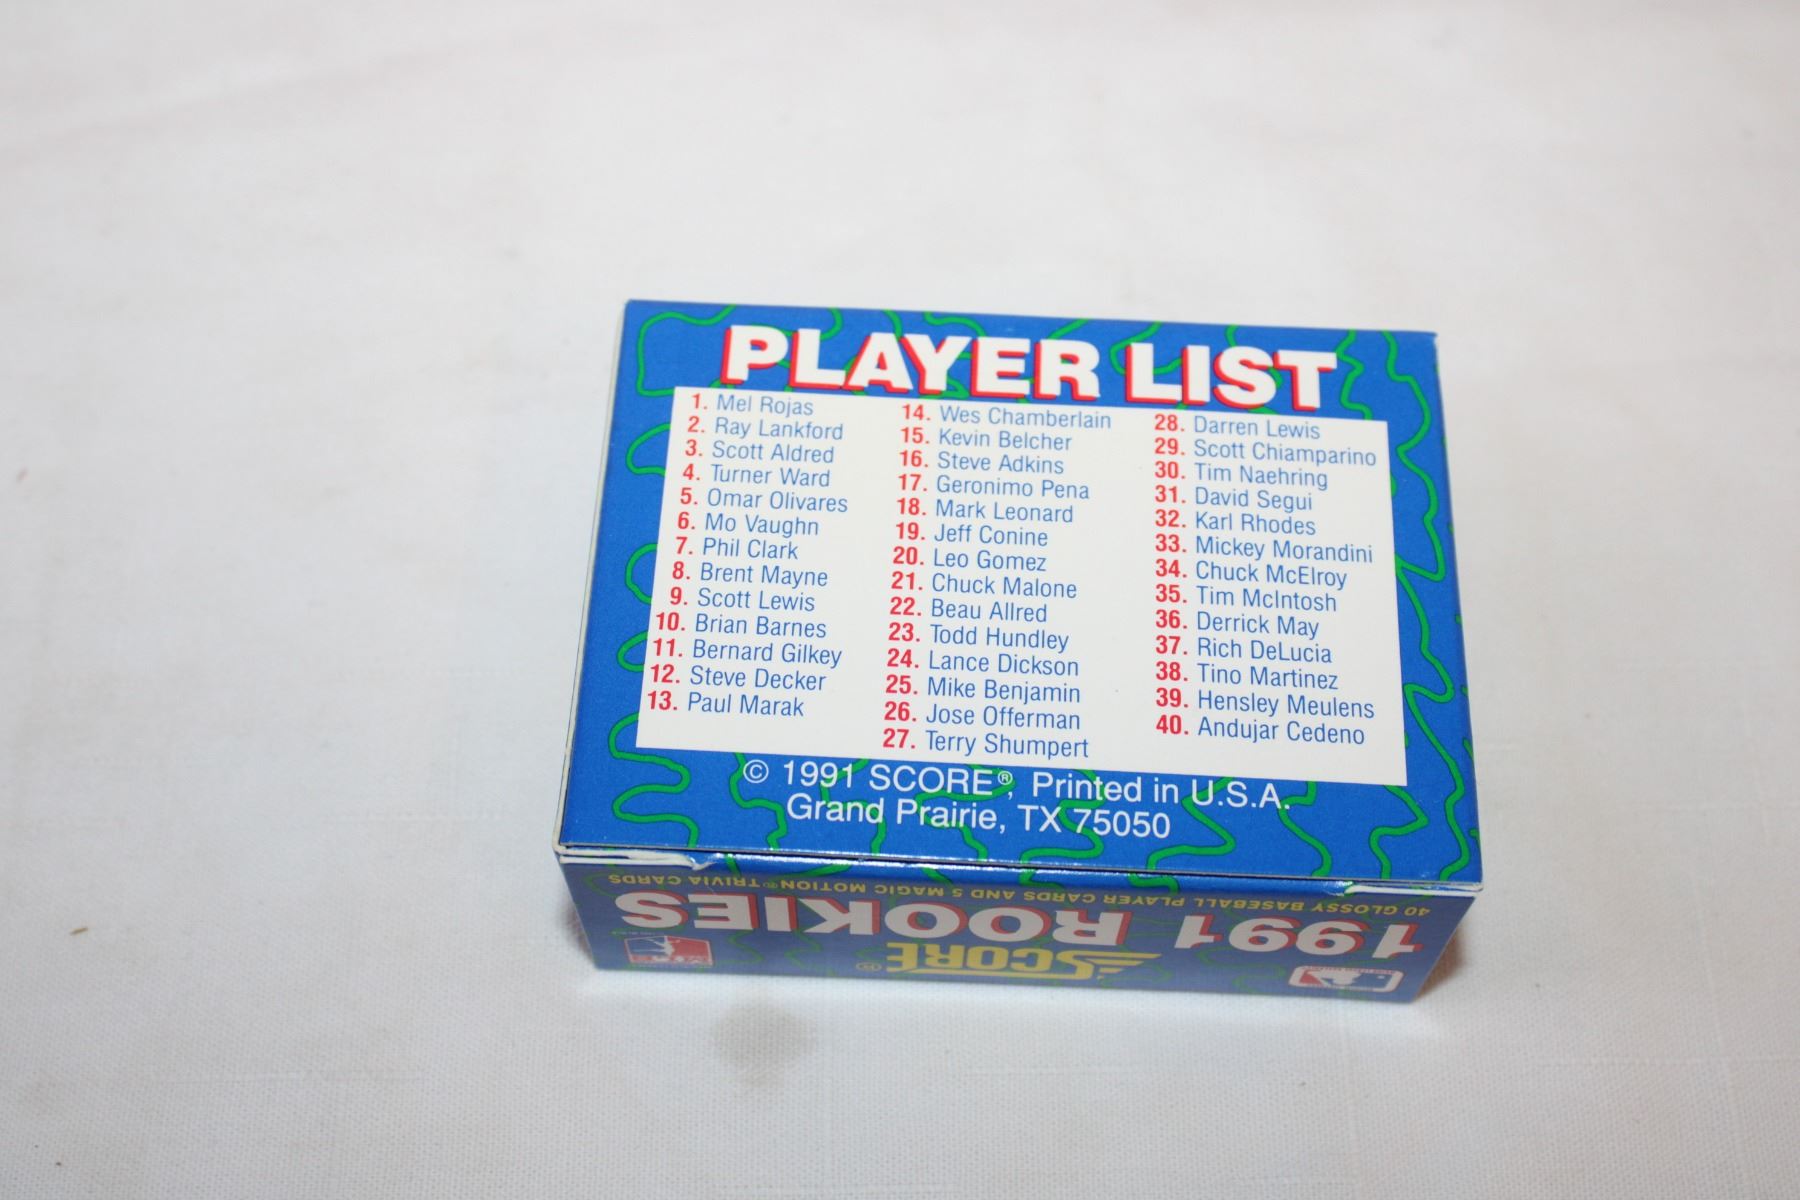 PLAYER LIST
1. Mel Rojas
2. Ray Lankford
3. Scott Aldred
4. Turner Ward
5. Omar Olivares
6. Mo Vaughn
7. Phil Clark
8. Brent Mayne
9. Scott Lewis
10. Brian Barnes
11. Bernard Gilkey
12. Steve Decker
13. Paul Marak
14. Wes Chamberlain
15. Kevin Belcher
16. Steve Adkins
17. Geronimo Pena
18. Mark Leonard
19. Jeff Conine
20. Leo Gomez
21. Chuck Malone
22. Beau Allred
23. Todd Hundley
24. Lance Dickson
25. Mike Benjamin
26. Jose Offerman
27. Terry Shumpert
28. Darren Lewis
29. Scott Chiamparino
30. Tim Naehring
31. David Segui
32. Karl Rhodes
33. Mickey Morandini
34. Chuck McElroy
35. Tim McIntosh
36. Derrick May
37. Rich DeLucia
38. Tino Martinez
39. Hensley Meulens
40. Andujar Cedeno
© 1991 SCORE®, Printed in U.S.A.
Grand Prairie, TX 75050
SCORE®
1991 ROOKIES
40 GLOSSY BASEBALL PLAYER CARDS AND 5 MAGIC MOTION® TRIVIA CARDS